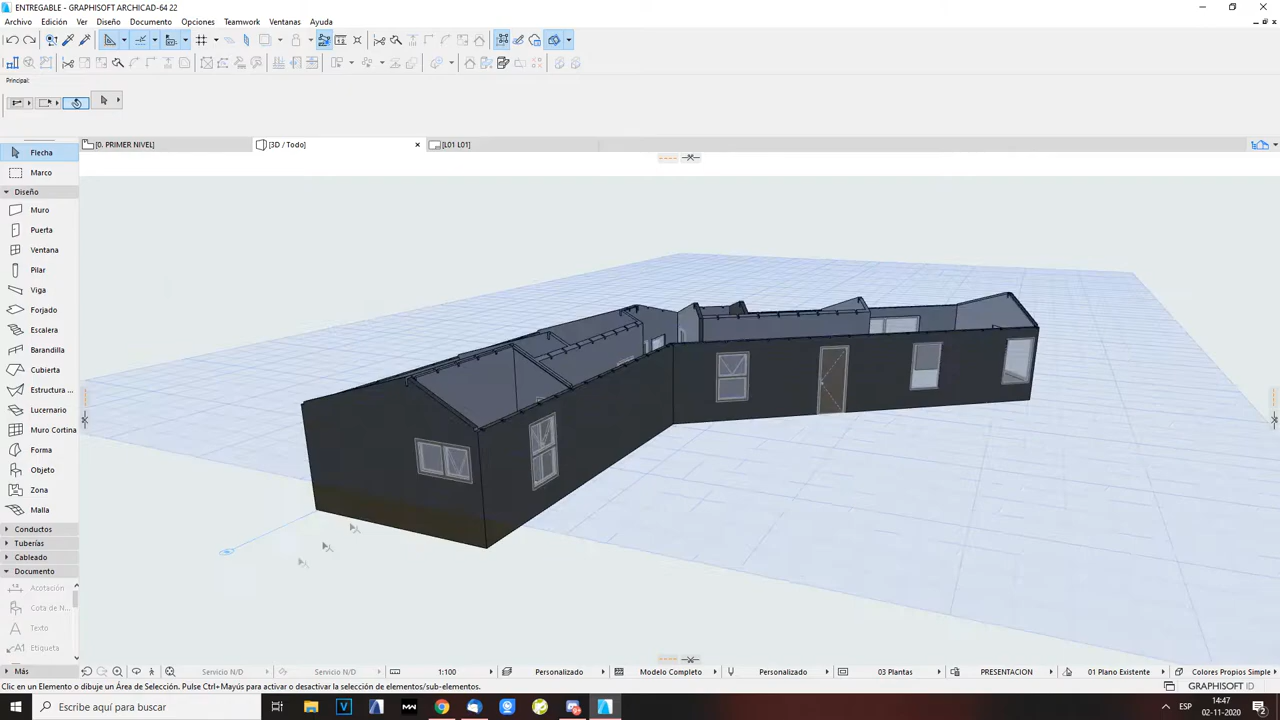 ENTREGABLE - GRAPHISOFT ARCHICAD-64 22
Archivo Edición Ver Diseño Documento Opciones Teamwork Ventanas Ayuda
Principal:
[0. PRIMER NIVEL]
[3D / Todo]
[L01 L01]
Flecha
Marco
Diseño
Muro
Puerta
Ventana
Pilar
Viga
Forjado
Escalera
Barandilla
Cubierta
Estructura ...
Lucernario
Muro Cortina
Forma
Objeto
Zona
Malla
Conductos
Tuberías
Cableado
Documento
Acotación
Cota de N...
Texto
Etiqueta
Más
Servicio N/D Servicio N/D 1:100 Personalizado Modelo Completo Personalizado 03 Plantas PRESENTACION 01 Plano Existente Colores Propios Simple
Clic en un Elemento o dibuje un Área de Selección. Pulse Ctrl+Mayús para activar o desactivar la selección de elementos/sub-elementos.
GRAPHISOFT ID
Escribe aquí para buscar
ESP
14:47
02-11-2020